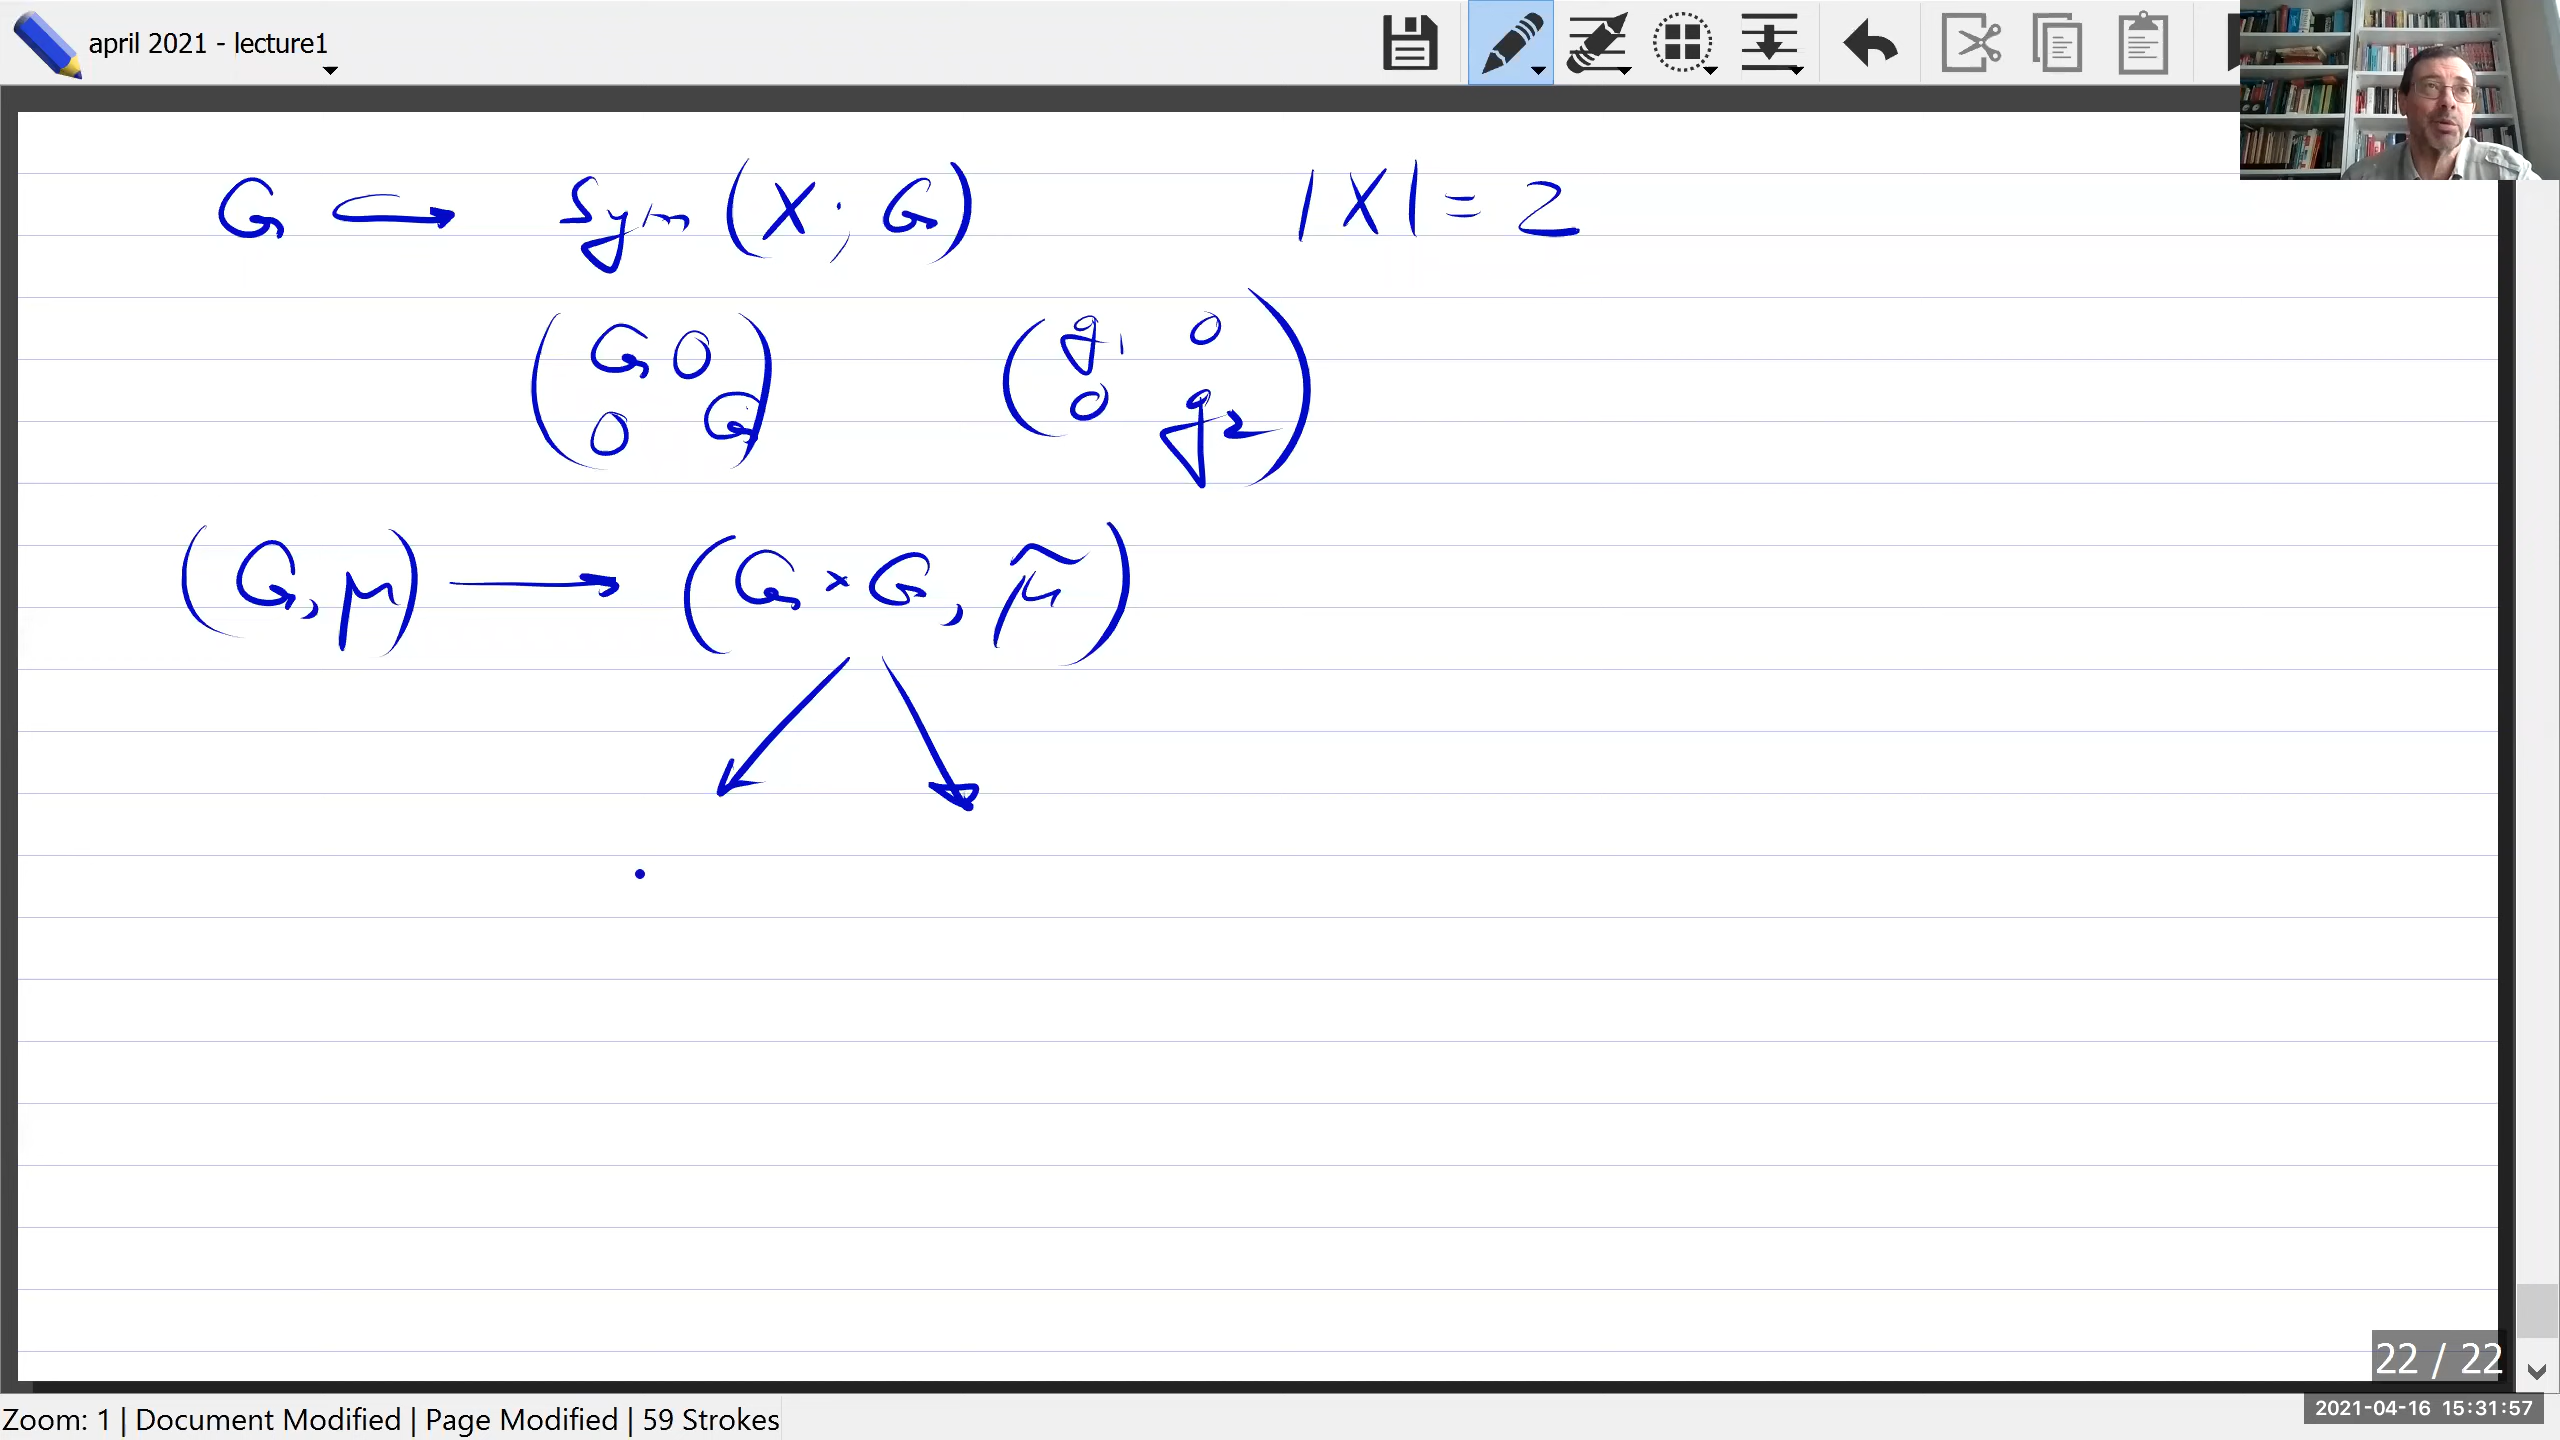 april 2021 - lecture1
G ↪ Sym (X; G) |X| = 2
(G 0 (g1 0
0 G) 0 g2)
(G, μ) → (G × G, μ̃)
22 / 22
Zoom: 1 | Document Modified | Page Modified | 59 Strokes
2021-04-16 15:31:57